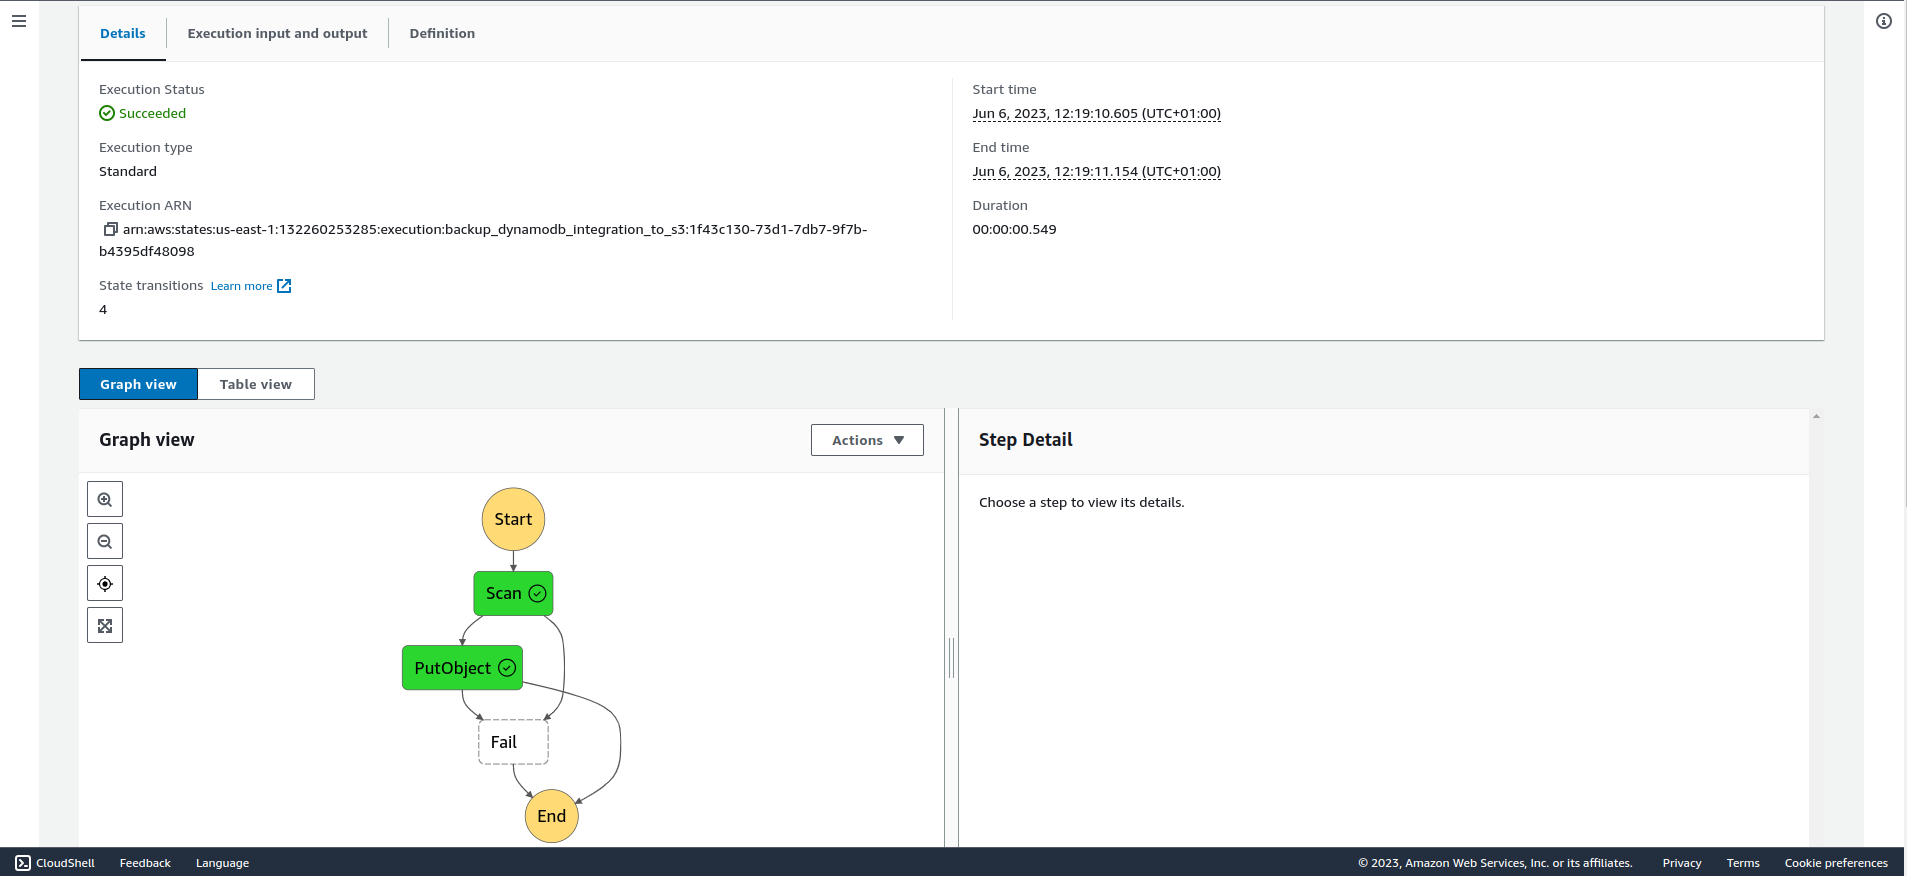 Details
Execution input and output
Definition
Execution Status
Succeeded
Execution type
Standard
Execution ARN
arn:aws:states:us-east-1:132260253285:execution:backup_dynamodb_integration_to_s3:1f43c130-73d1-7db7-9f7b-
b4395df48098
State transitions Learn more
4
Start time
Jun 6, 2023, 12:19:10.605 (UTC+01:00)
End time
Jun 6, 2023, 12:19:11.154 (UTC+01:00)
Duration
00:00:00.549
Graph view
Table view
Graph view
Actions
Start
Scan
PutObject
Fail
End
Step Detail
Choose a step to view its details.
CloudShell
Feedback
Language
© 2023, Amazon Web Services, Inc. or its affiliates.
Privacy
Terms
Cookie preferences